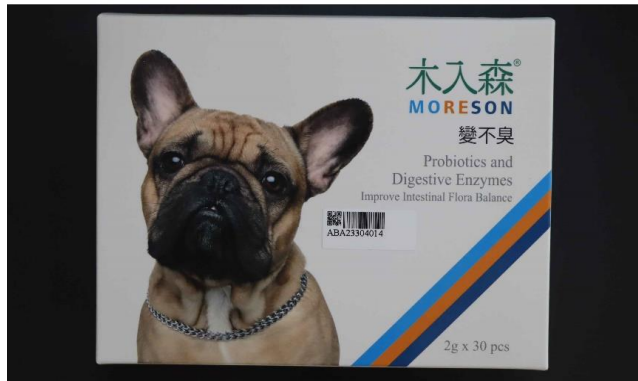 木入森®
MORESON
變不臭
Probiotics and
Digestive Enzymes
Improve Intestinal Flora Balance
ABA23304014
2g x 30 pcs